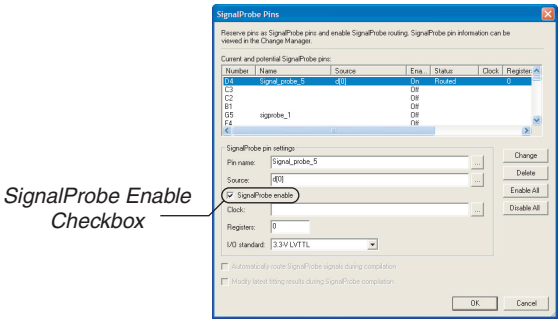 SignalProbe Pins
Reserve pins as SignalProbe pins and enable SignalProbe routing. SignalProbe pin information can be
viewed in the Change Manager.
Current and potential SignalProbe pins:
Number Name Source Ena... Status Clock Register
D4 Signal_probe_5 d[0] On Routed 0
C3 Off
C2 Off
B1 Off
G5 sigprobe_1 Off
F4 Off
SignalProbe pin settings
Pin name: Signal_probe_5 ...
Source: d[0] ...
SignalProbe enable
Clock: ...
Registers: 0
I/O standard: 3.3-V LVTTL
Change
Delete
Enable All
Disable All
Automatically route SignalProbe signals during compilation
Modify latest fitting results during SignalProbe compilation
OK Cancel
SignalProbe Enable
Checkbox